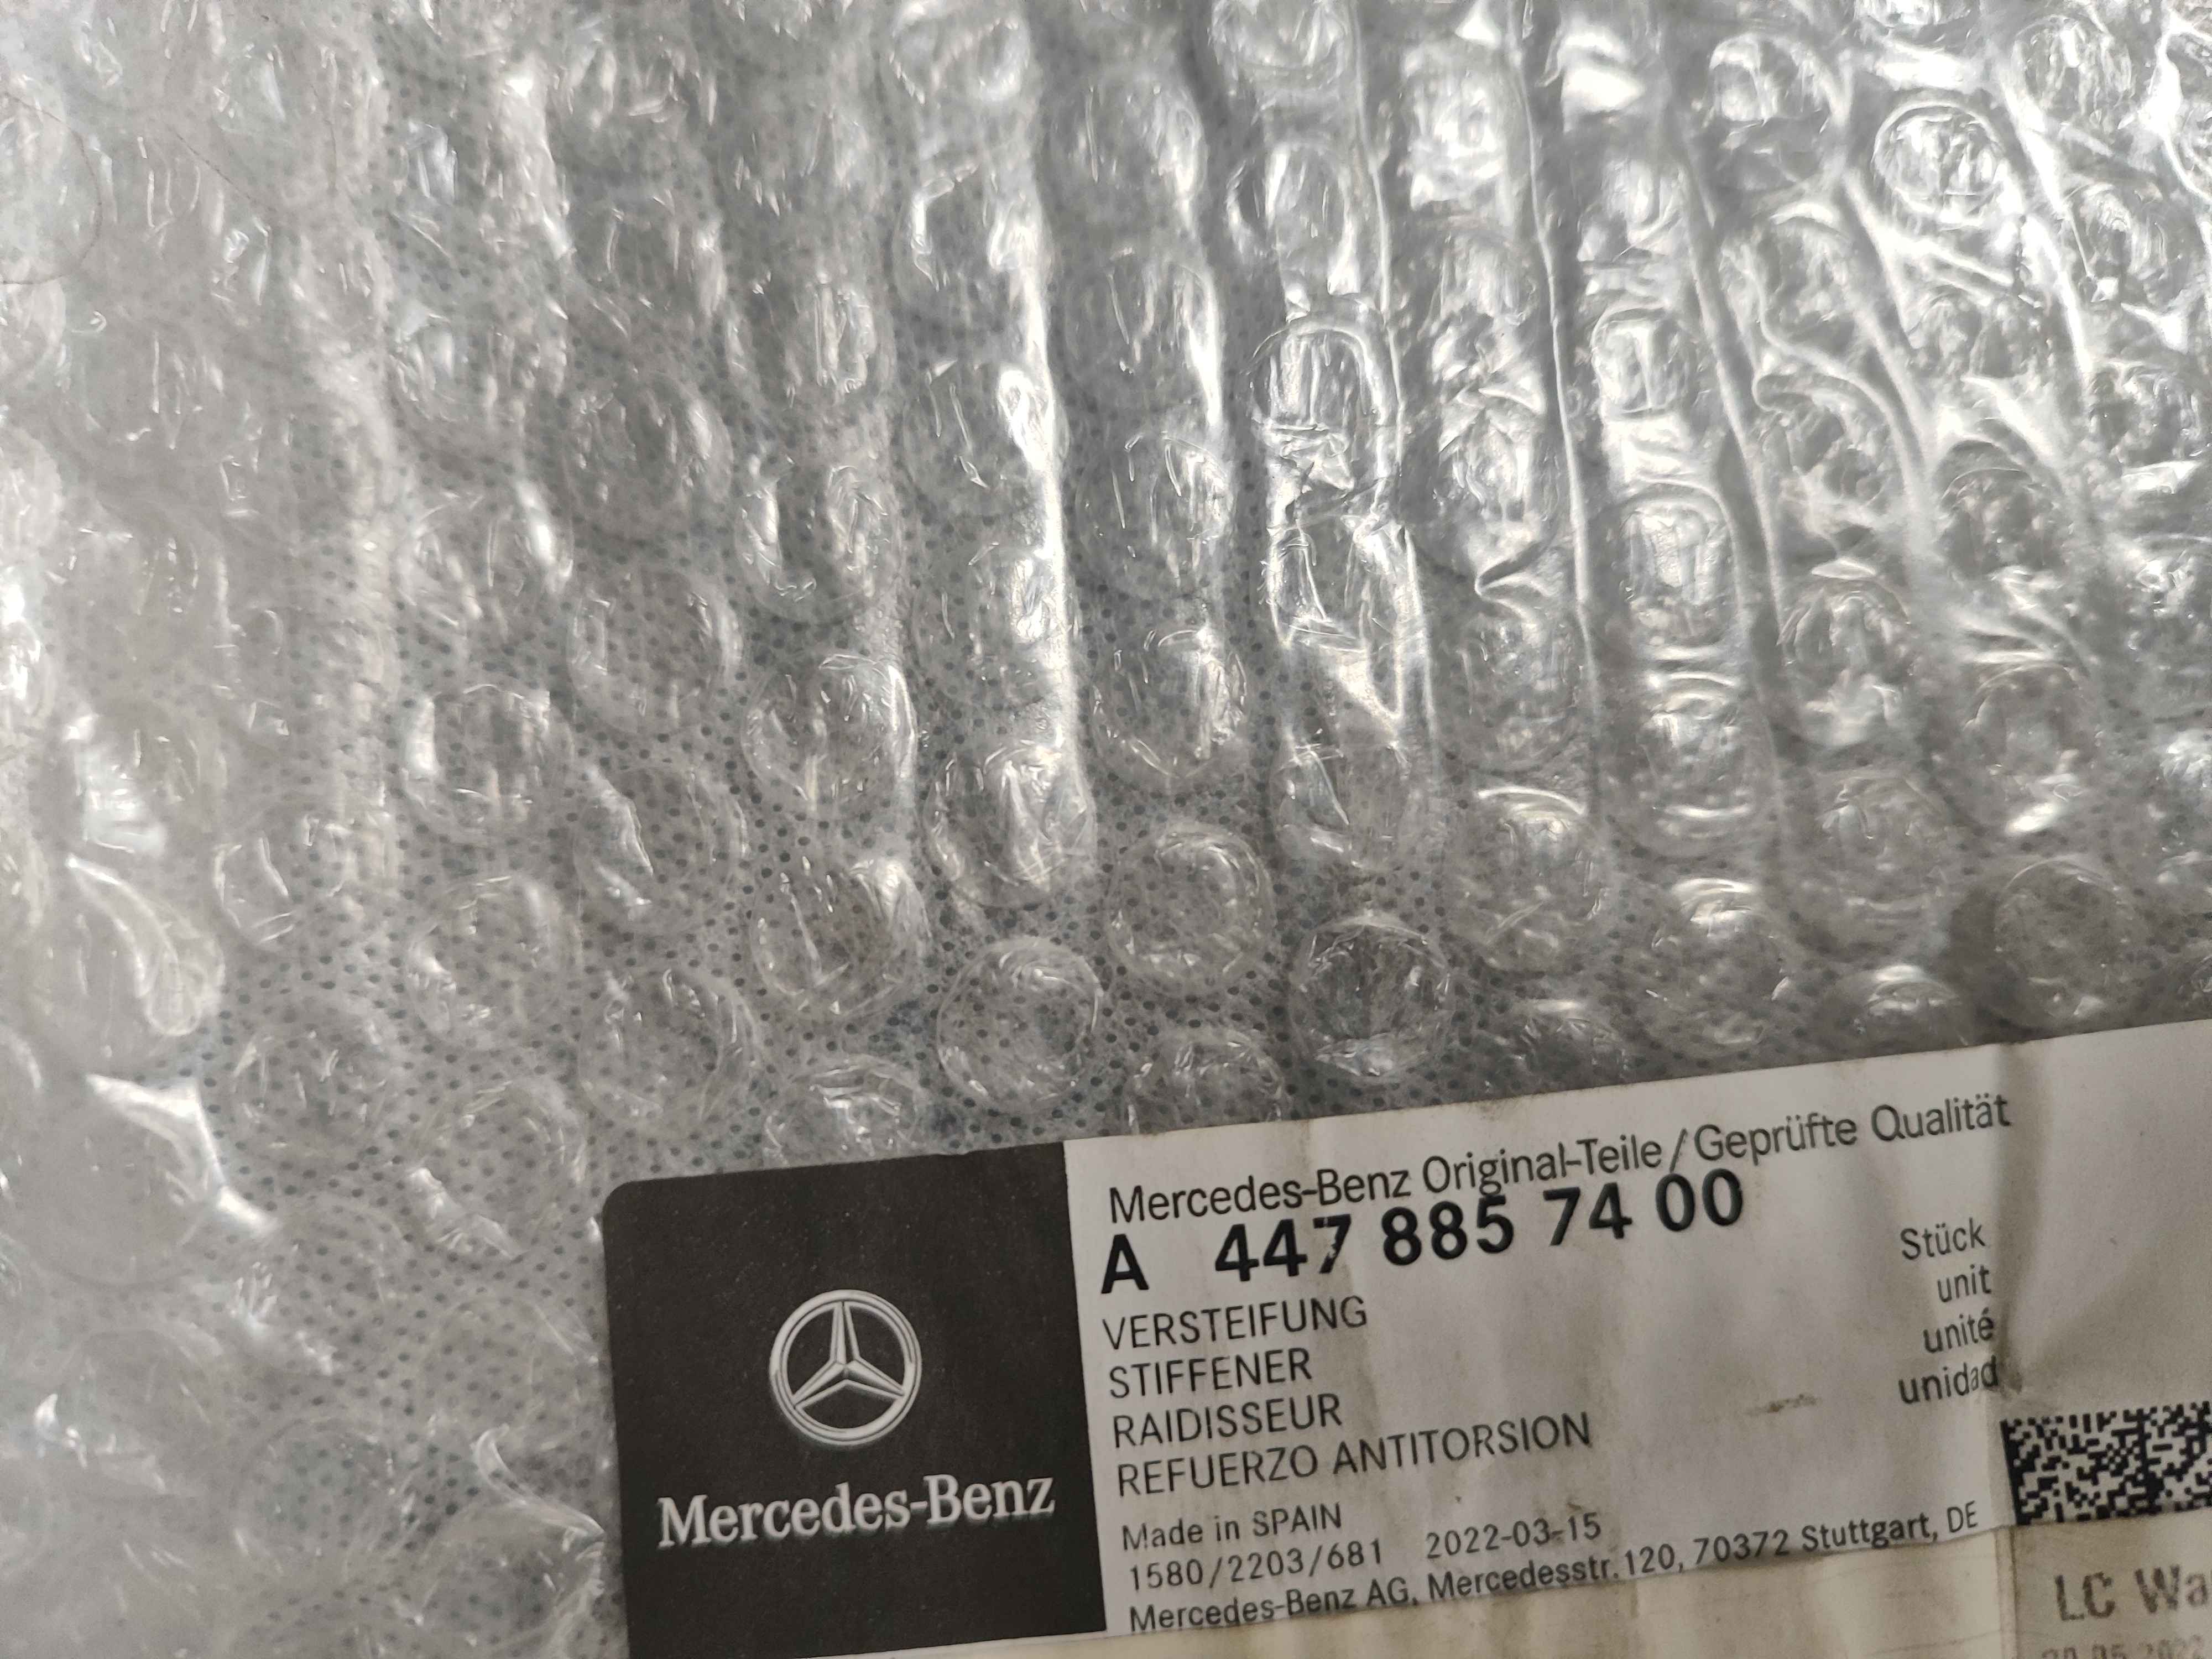 Mercedes-Benz Original-Teile/Geprüfte Qualität
A 447 885 74 00
VERSTEIFUNG
STIFFENER
RAIDISSEUR
REFUERZO ANTITORSION
Stück
unit
unité
unidad
Made in SPAIN
1580/2203/681 2022-03-15
Mercedes-Benz AG, Mercedesstr. 120, 70372 Stuttgart, DE
Mercedes-Benz
LC